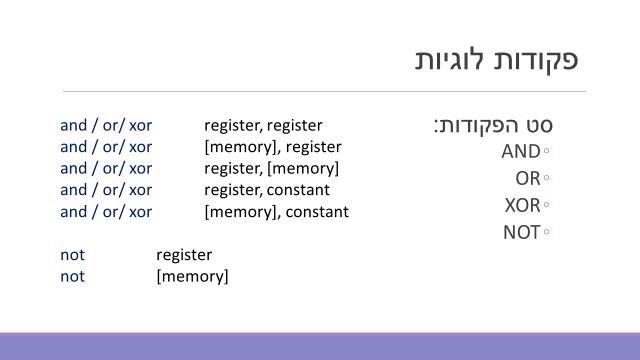 פקודות לוגיות
סט הפקודות:
AND
OR
XOR
NOT
and / or/ xor register, register
and / or/ xor [memory], register
and / or/ xor register, [memory]
and / or/ xor register, constant
and / or/ xor [memory], constant
not register
not [memory]